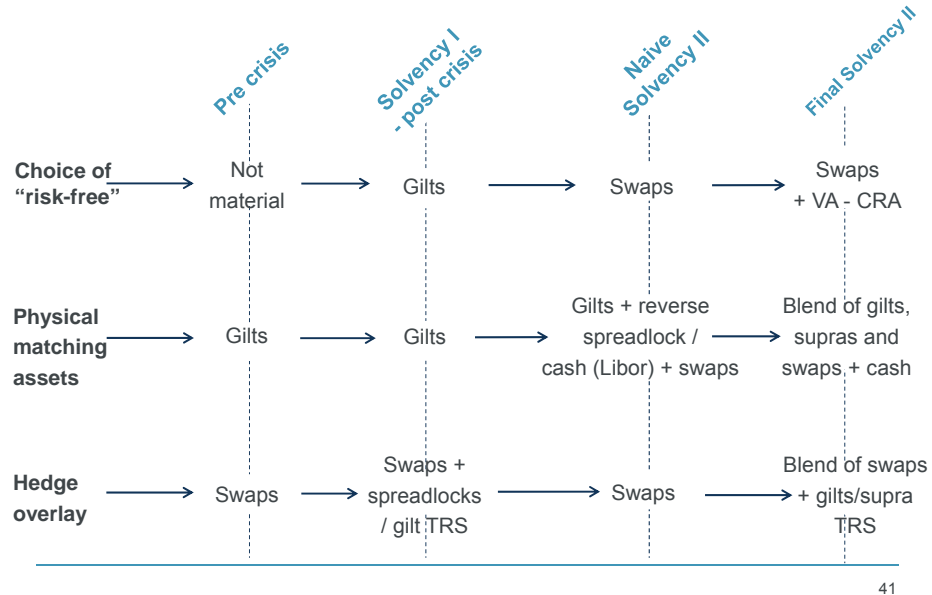 Pre crisis
Solvency I
- post crisis
Naive
Solvency II
Final Solvency II
Choice of
“risk-free”
Not
material
Gilts
Swaps
Swaps
+ VA - CRA
Physical
matching
assets
Gilts
Gilts
Gilts + reverse
spreadlock /
cash (Libor) + swaps
Blend of gilts,
supras and
swaps + cash
Hedge
overlay
Swaps
Swaps +
spreadlocks
/ gilt TRS
Swaps
Blend of swaps
+ gilts/supra
TRS
41